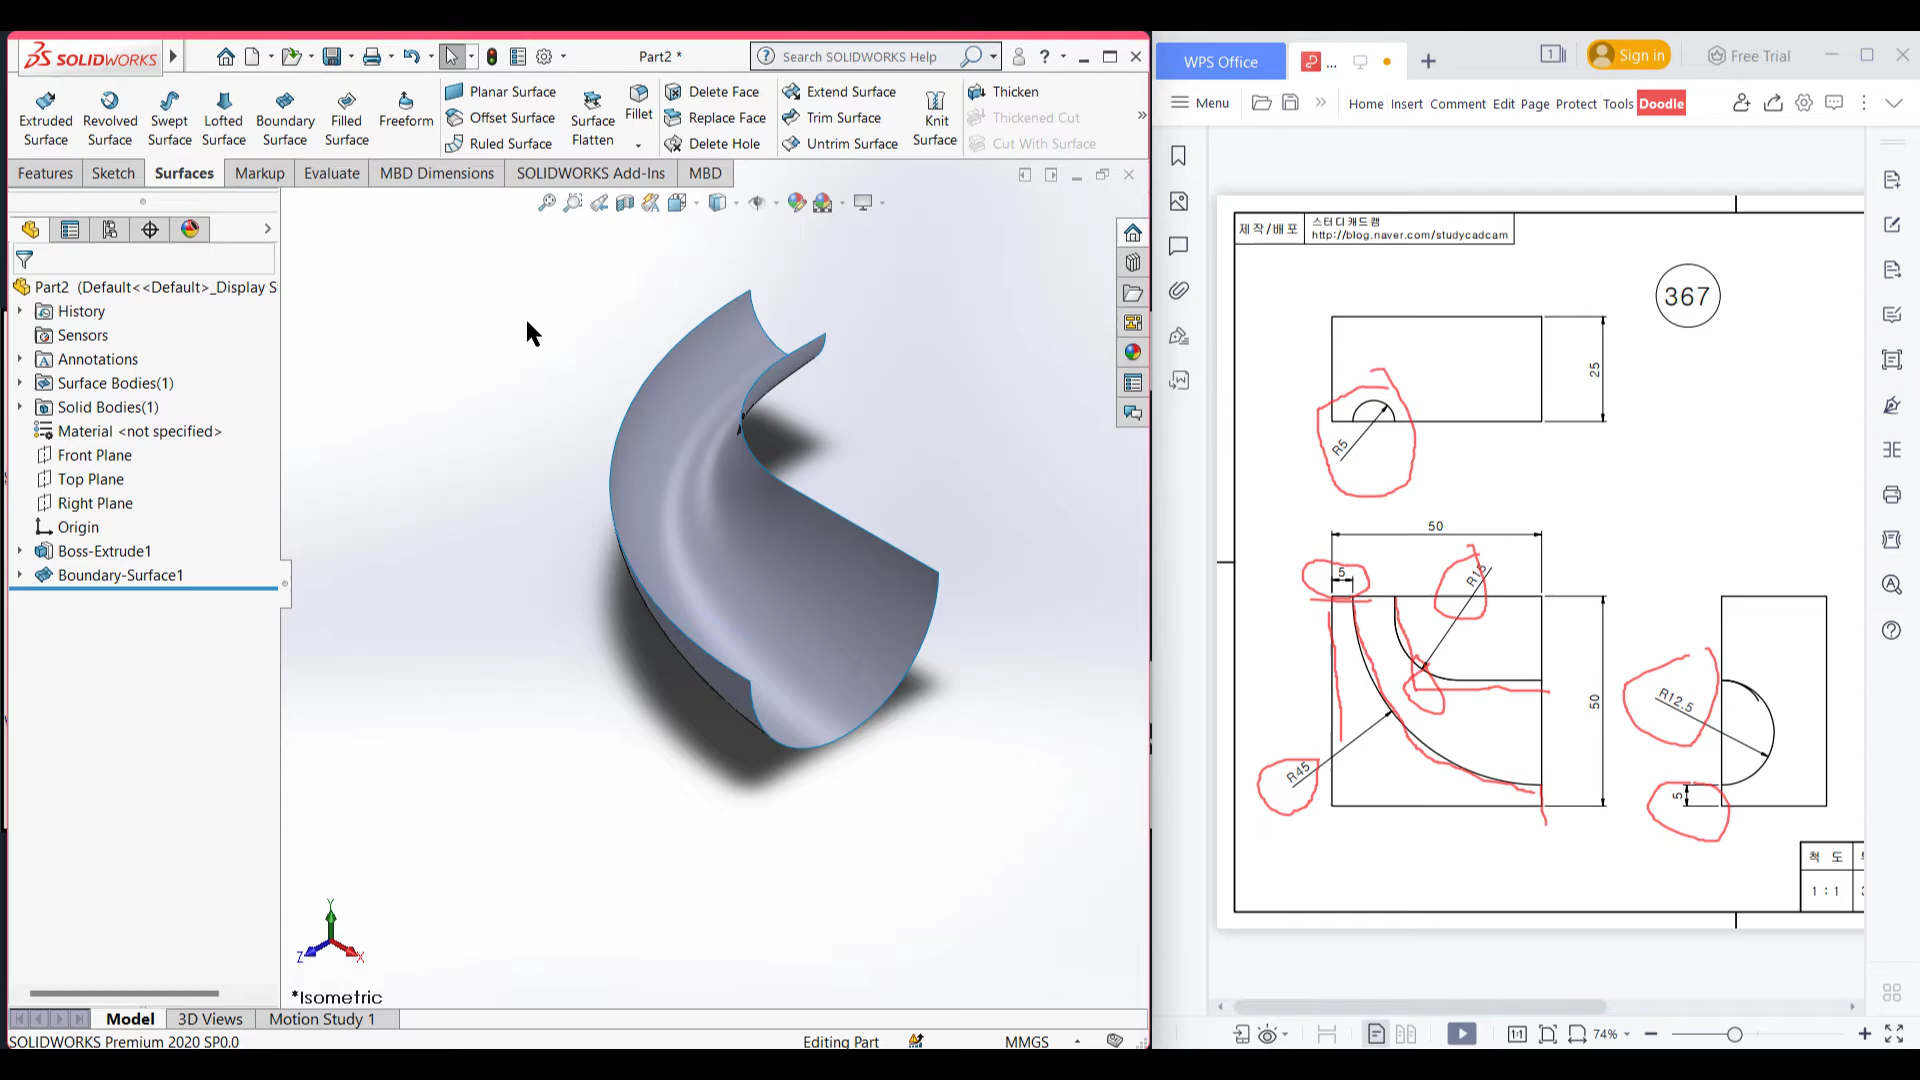 SOLIDWORKS
Part2 *
Search SOLIDWORKS Help
?
Extruded Surface
Revolved Surface
Swept Surface
Lofted Surface
Boundary Surface
Filled Surface
Freeform
Planar Surface
Offset Surface
Ruled Surface
Surface Flatten
Fillet
Delete Face
Replace Face
Delete Hole
Extend Surface
Trim Surface
Untrim Surface
Knit Surface
Thicken
Thickened Cut
Cut With Surface
Features
Sketch
Surfaces
Markup
Evaluate
MBD Dimensions
SOLIDWORKS Add-Ins
MBD
Part2 (Default<<Default>_Display S
History
Sensors
Annotations
Surface Bodies(1)
Solid Bodies(1)
Material <not specified>
Front Plane
Top Plane
Right Plane
Origin
Boss-Extrude1
Boundary-Surface1
Y
Z
X
*Isometric
Model
3D Views
Motion Study 1
SOLIDWORKS Premium 2020 SP0.0
Editing Part
MMGS
WPS Office
...
1
Sign in
Free Trial
Menu
Home
Insert
Comment
Edit
Page
Protect
Tools
Doodle
제작/배포
스터디캐드캠
http://blog.naver.com/studycadcam
367
25
R5
50
5
R15
R45
50
R12.5
5
척 도
1 : 1
1:1
74%